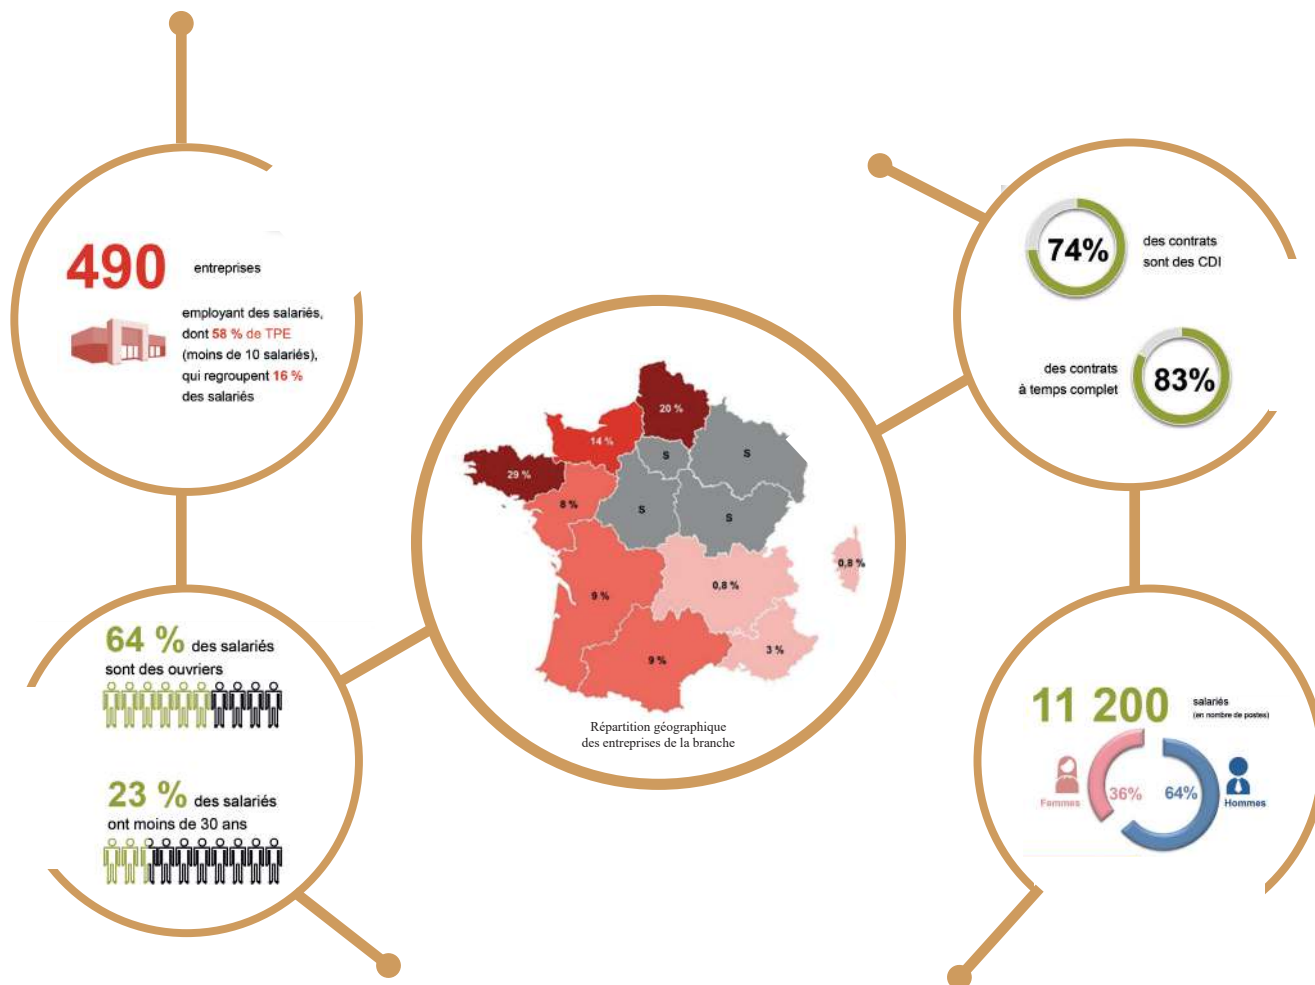 490
entreprises
employant des salariés,
dont 58 % de TPE
(moins de 10 salariés),
qui regroupent 16 %
des salariés
64 % des salariés
sont des ouvriers
23 % des salariés
ont moins de 30 ans
20 %
14 %
S
S
29 %
8 %
S
S
0,8 %
0,8 %
9 %
9 %
3 %
Répartition géographique
des entreprises de la branche
74%
des contrats
sont des CDI
des contrats
à temps complet
83%
11 200
salariés
(en nombre de postes)
36%
64%
Femmes
Hommes